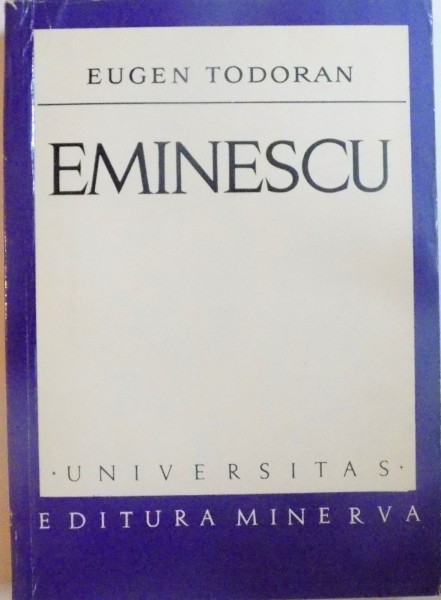 EUGEN TODORAN
EMINESCU
· UNIVERSITAS ·
EDITURA MINERVA